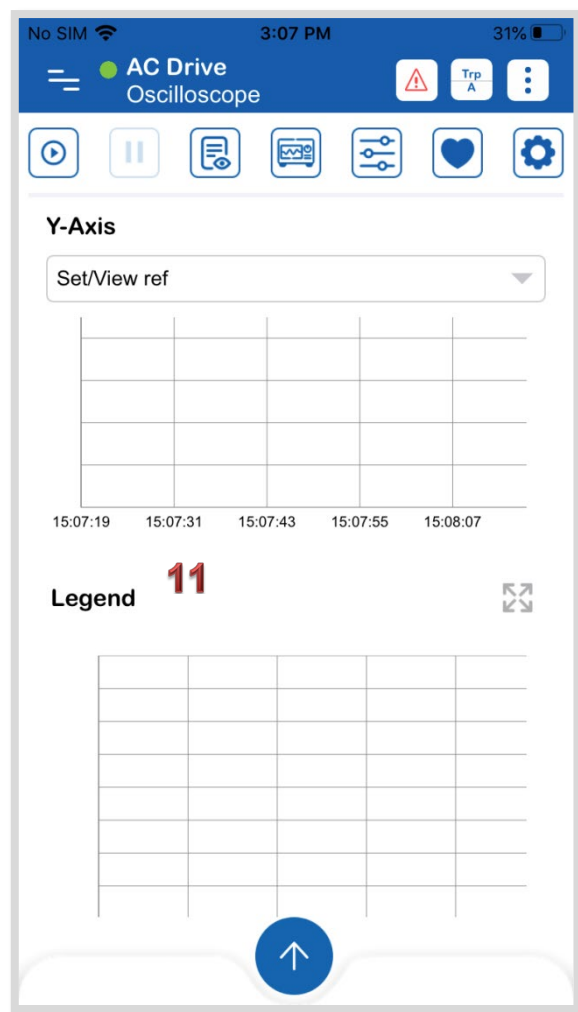 No SIM 3:07 PM 31%
AC Drive
Oscilloscope
Trp
A
Y-Axis
Set/View ref
15:07:19 15:07:31 15:07:43 15:07:55 15:08:07
11
Legend